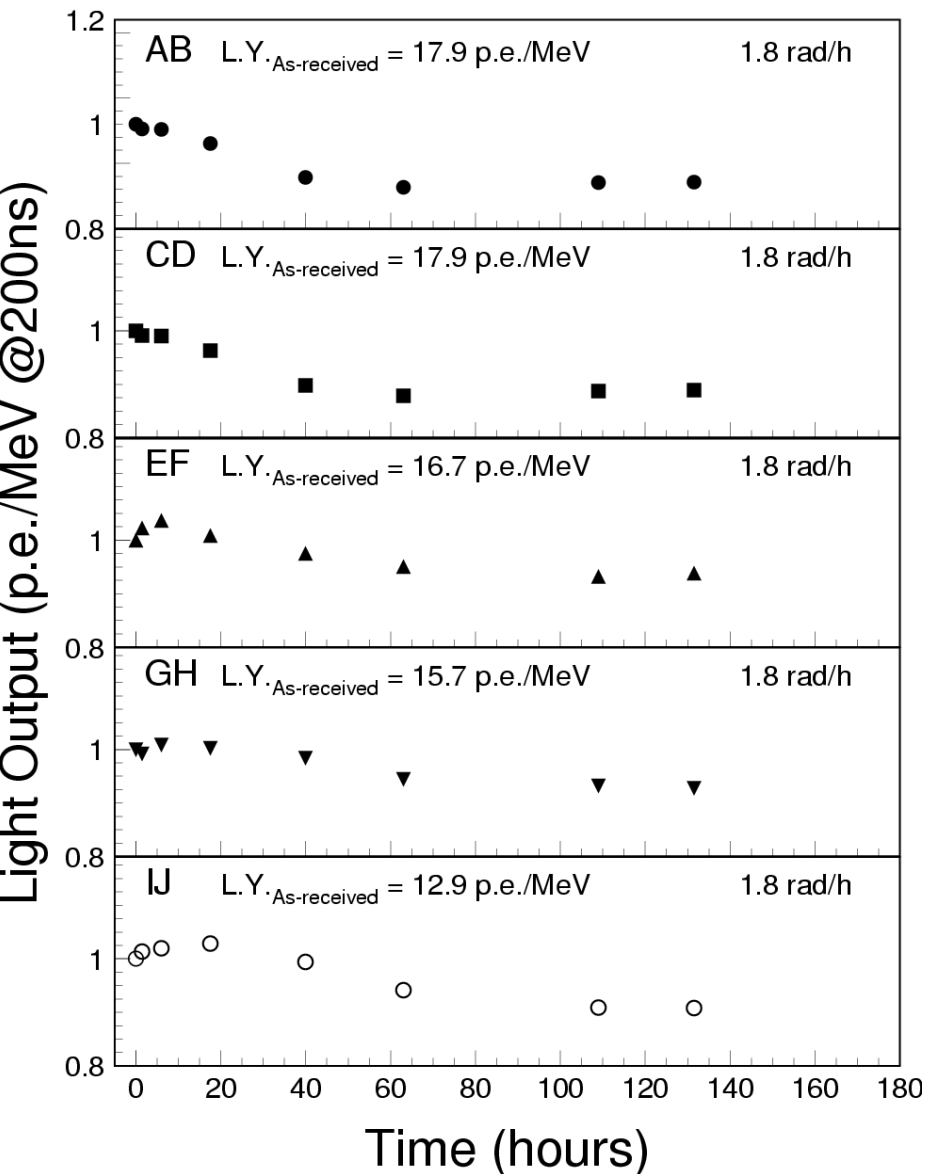 Light Output (p.e./MeV @200ns)
1.2
AB L.Y.As-received = 17.9 p.e./MeV 1.8 rad/h
1
0.8
CD L.Y.As-received = 17.9 p.e./MeV 1.8 rad/h
1
0.8
EF L.Y.As-received = 16.7 p.e./MeV 1.8 rad/h
1
0.8
GH L.Y.As-received = 15.7 p.e./MeV 1.8 rad/h
1
0.8
IJ L.Y.As-received = 12.9 p.e./MeV 1.8 rad/h
1
0.8
0 20 40 60 80 100 120 140 160 180
Time (hours)